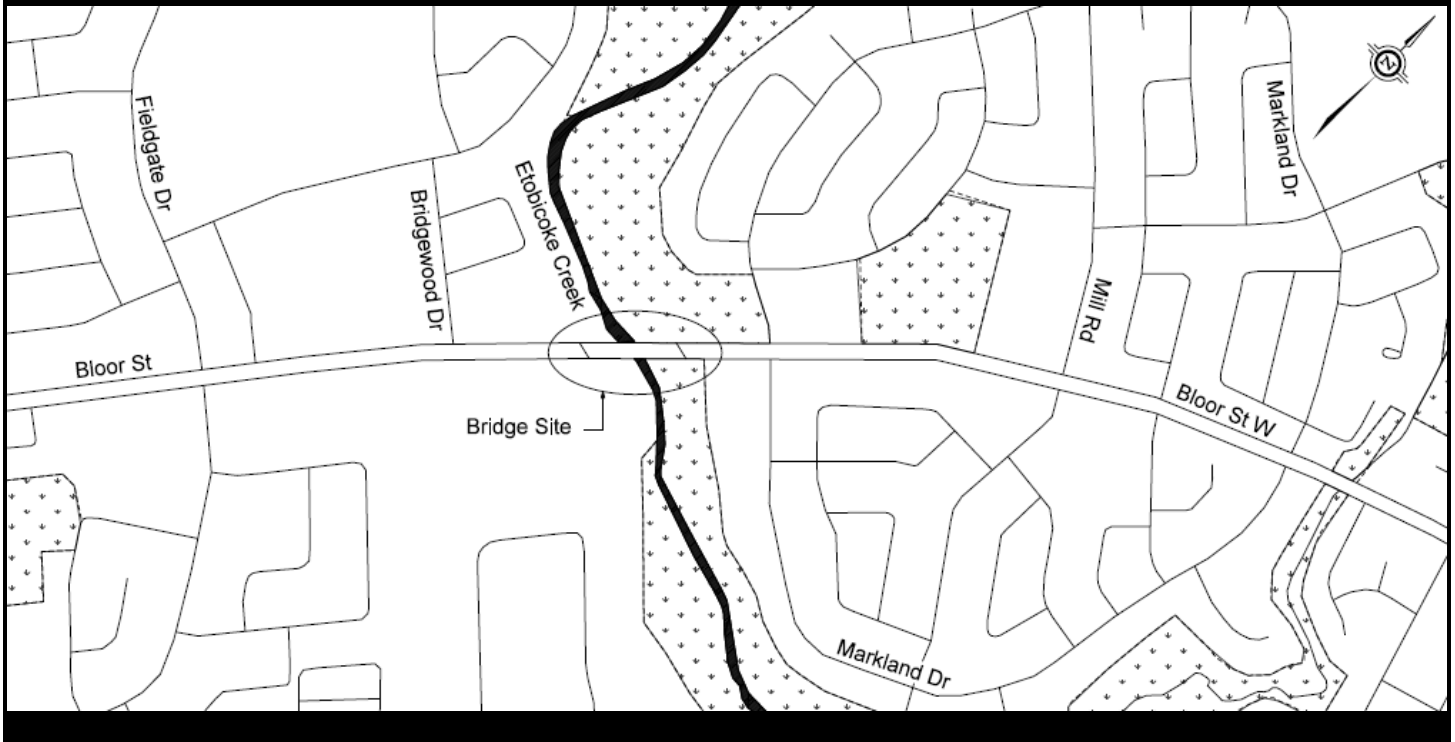 Fieldgate Dr
Bridgewood Dr
Etobicoke Creek
Markland Dr
Mill Rd
Bloor St
Bloor St W
Bridge Site
Markland Dr
N